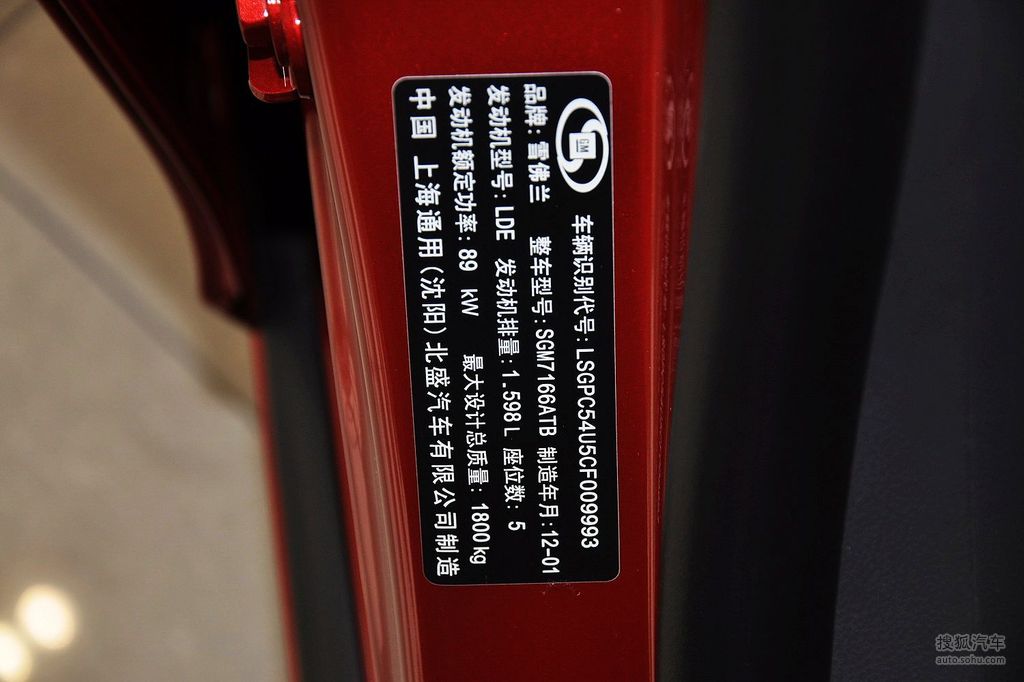 GM
车辆识别代号:LSGPC54U5CF009993
品牌:雪佛兰 整车型号:SGM7166ATB 制造年月:12-01
发动机型号:LDE 发动机排量:1.598L 座位数:5
发动机额定功率:89 kW 最大设计总质量:1800kg
中国 上海通用(沈阳)北盛汽车有限公司制造
搜狐汽车
auto.sohu.com